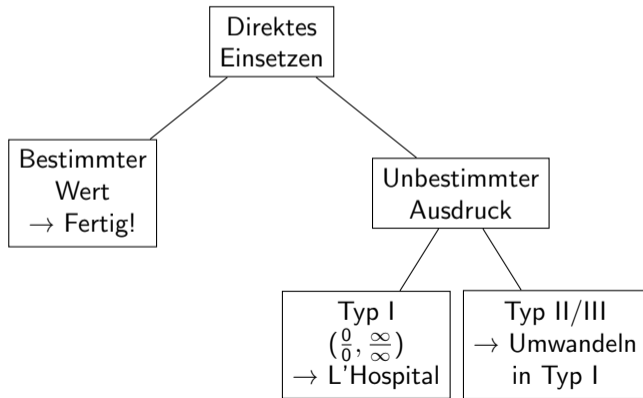 Direktes
Einsetzen
Bestimmter
Wert
→ Fertig!
Unbestimmter
Ausdruck
Typ I
(0/0, ∞/∞)
→ L'Hospital
Typ II/III
→ Umwandeln
in Typ I